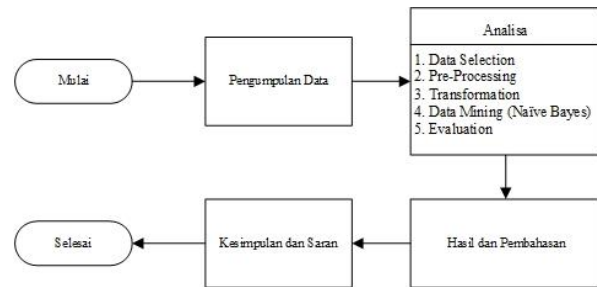 Mulai
Pengumpulan Data
Analisa
1. Data Selection
2. Pre-Processing
3. Transformation
4. Data Mining (Naïve Bayes)
5. Evaluation
Hasil dan Pembahasan
Kesimpulan dan Saran
Selesai